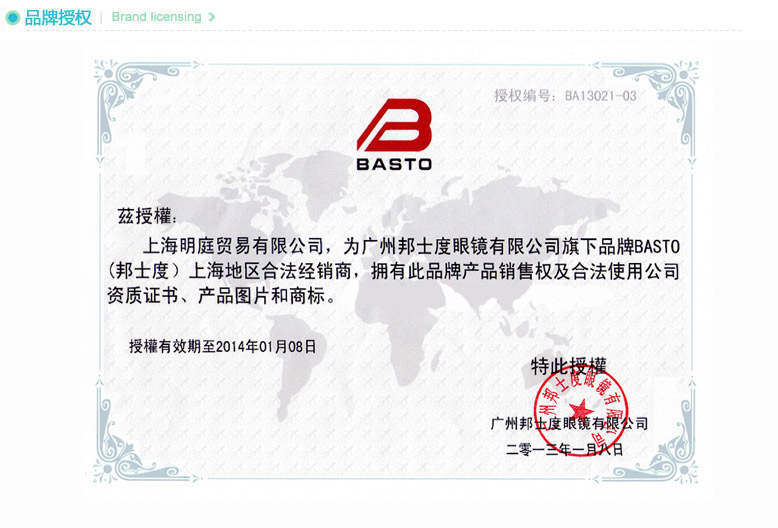 品牌授权 | Brand licensing >
授权编号：BA13021-03
BASTO
茲授權：
上海明庭贸易有限公司，为广州邦士度眼镜有限公司旗下品牌BASTO
(邦士度）上海地区合法经销商，拥有此品牌产品销售权及合法使用公司
资质证书、产品图片和商标。
授權有效期至2014年01月08日
特此授權
广州邦士度眼镜有限公司
广州邦士度眼镜有限公司
二零一三年一月八日